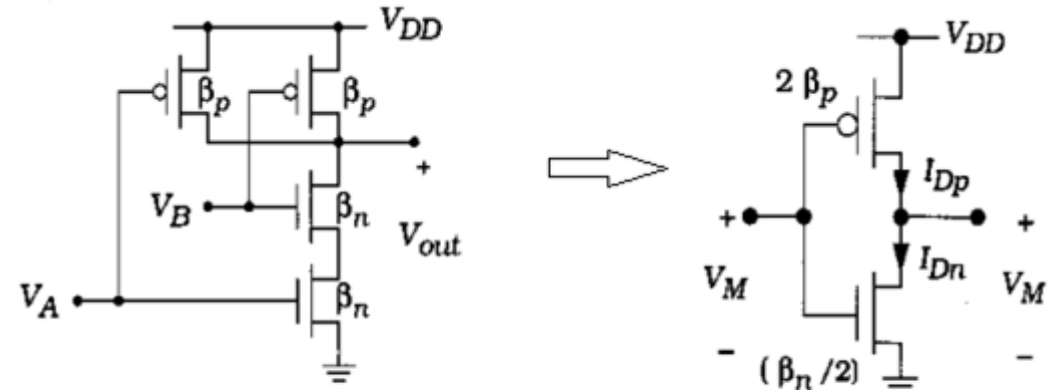 V_DD
β_p
β_p
V_B
β_n
+
V_out
V_A
β_n
V_DD
2 β_p
I_Dp
+
V_M
−
I_Dn
+
V_M
−
(β_n /2)